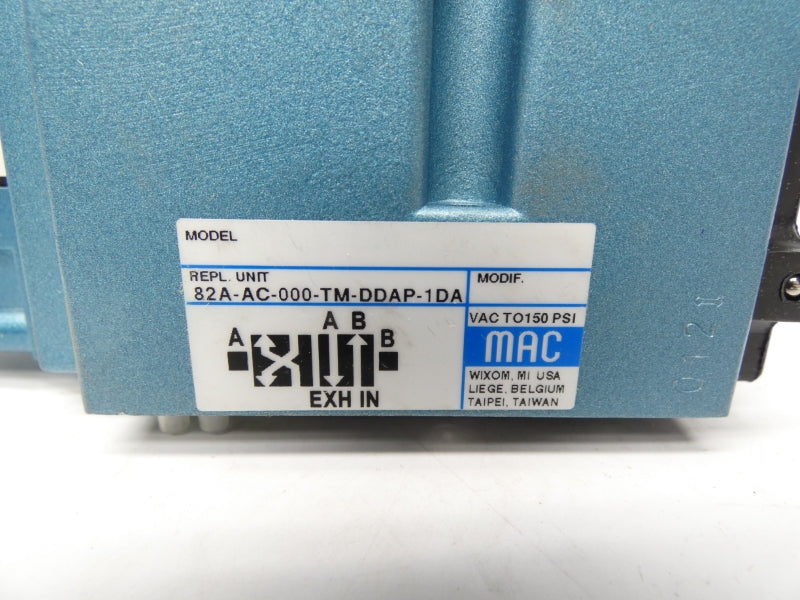 MODEL
REPL. UNIT
82A-AC-000-TM-DDAP-1DA
MODIF.
A A B B
EXH IN
VAC TO150 PSI
MAC
WIXOM, MI USA
LIEGE, BELGIUM
TAIPEI, TAIWAN